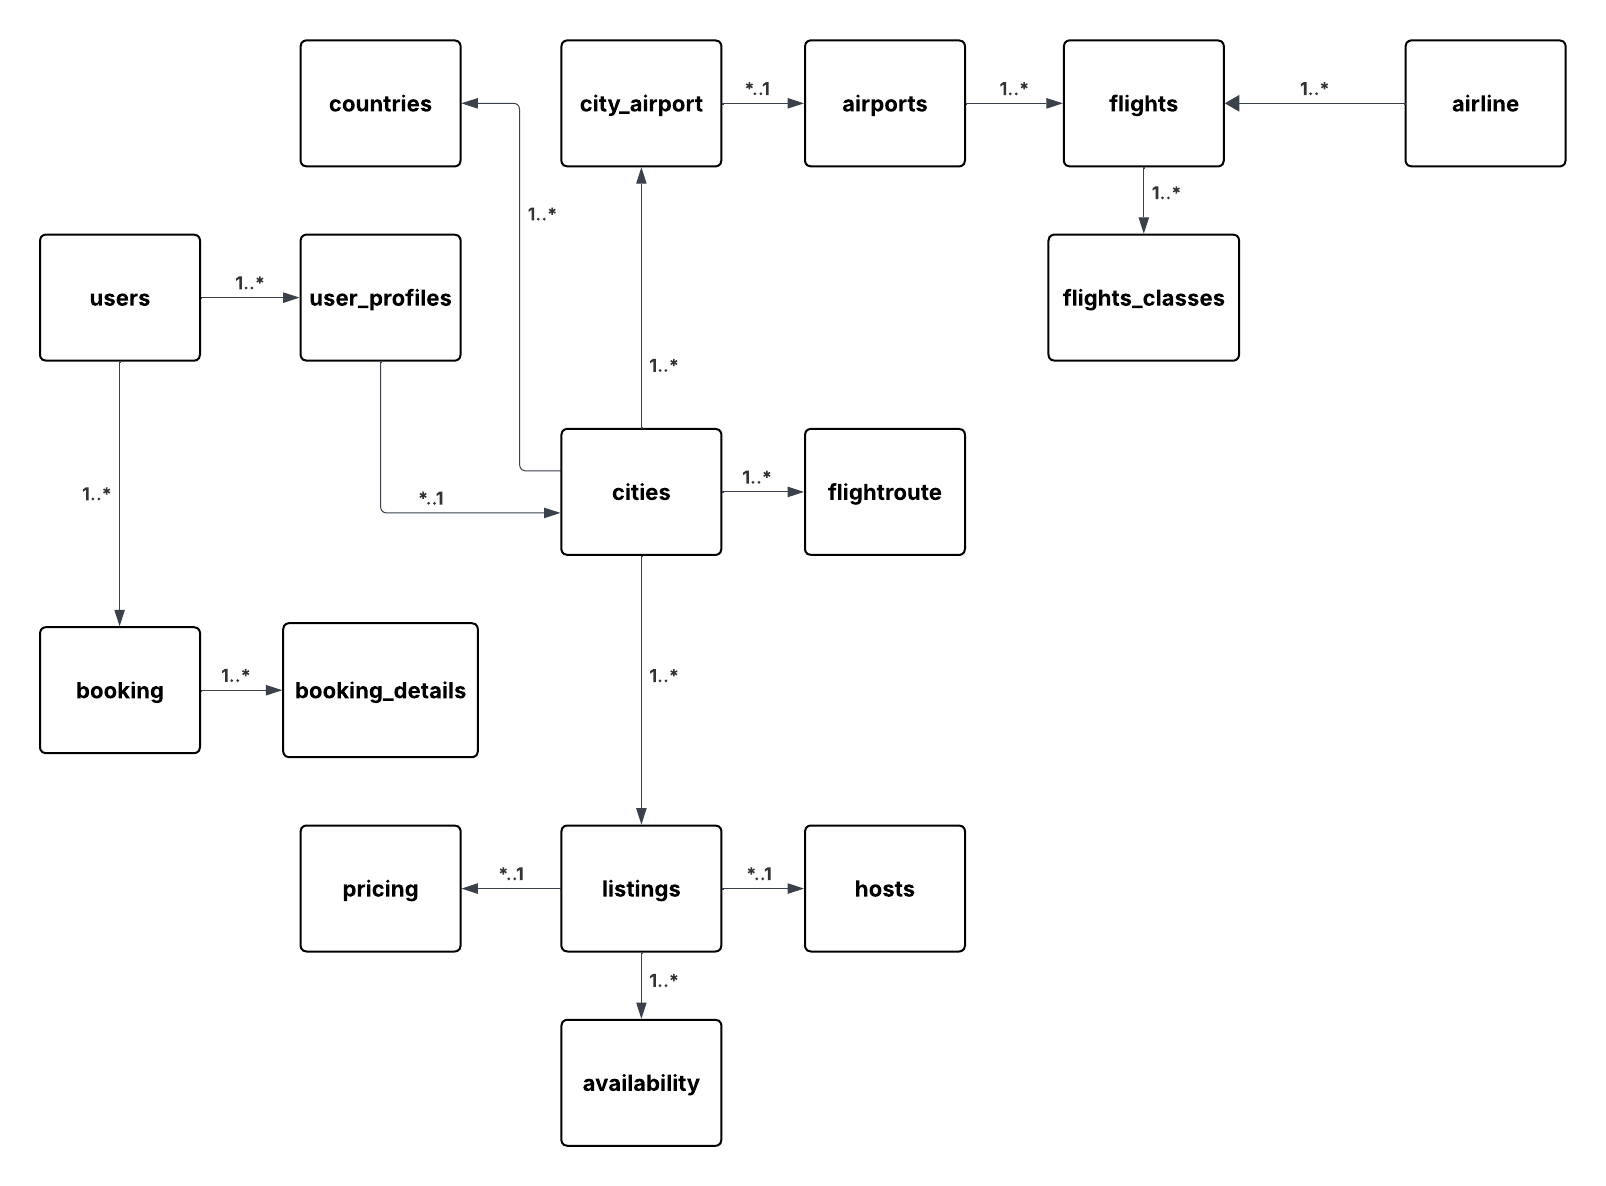 countries
city_airport
*..1
airports
1..*
flights
1..*
airline
1..*
1..*
users
1..*
user_profiles
flights_classes
1..*
1..*
*..1
cities
1..*
flightroute
booking
1..*
booking_details
1..*
pricing
*..1
listings
*..1
hosts
1..*
availability